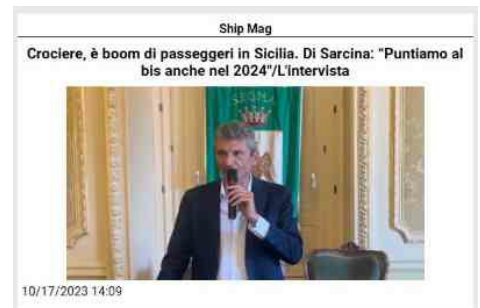 Ship Mag
Crociere, è boom di passeggeri in Sicilia. Di Sarcina: "Puntiamo al
bis anche nel 2024"/L'intervista
10/17/2023 14:09